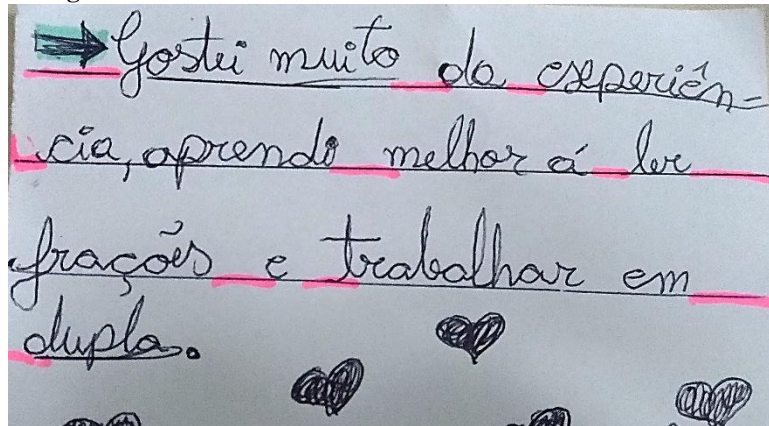 Gostei muito da experiên-
cia, aprendi melhor á ler
frações e trabalhar em
dupla.